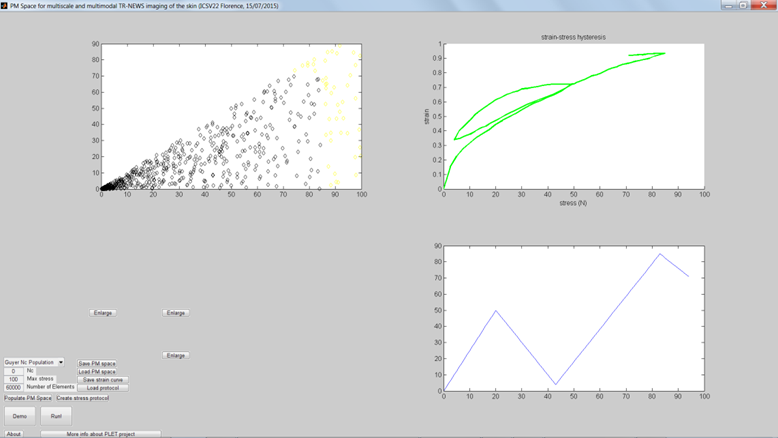 PM Space for multiscale and multimodal TR-NEWS imaging of the skin (ICSV22 Florence, 15/07/2015)
90
80
70
60
50
40
30
20
10
0
0 10 20 30 40 50 60 70 80 90 100
strain-stress hysteresis
1
0.9
0.8
0.7
0.6
0.5
0.4
0.3
0.2
0.1
0
strain
0 10 20 30 40 50 60 70 80 90 100
stress (N)
90
80
70
60
50
40
30
20
10
0
0 10 20 30 40 50 60 70 80 90 100
Enlarge Enlarge
Enlarge
Guyer Nc Population Save PM space
0 Nc Load PM space
100 Max stress Save strain curve
60000 Number of Elements Load protocol
Populate PM Space Create stress protocol
Demo Run!
About More info about PLET project